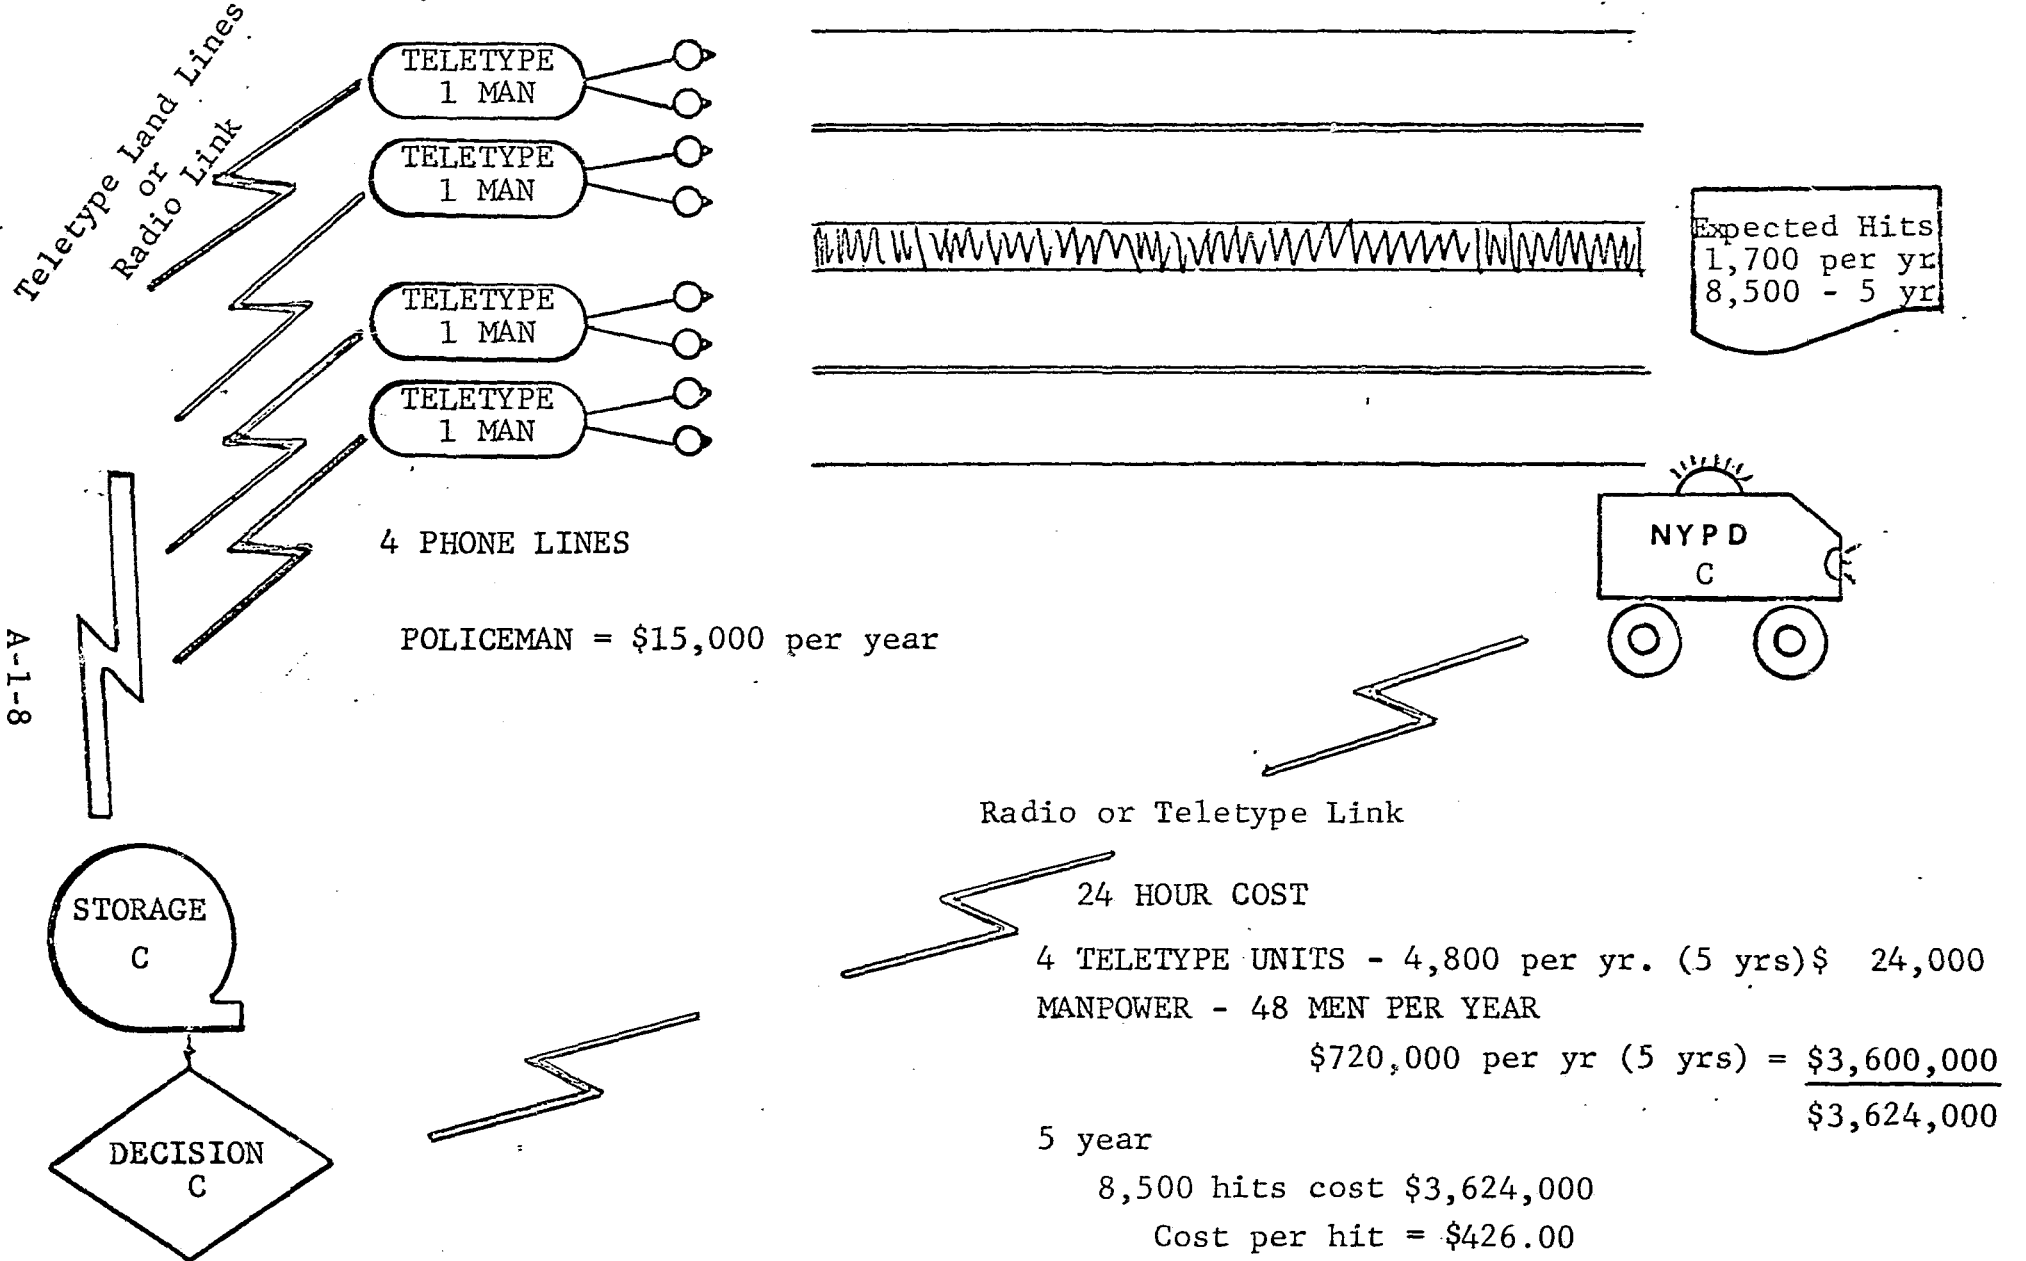 Teletype Land Lines
or
Radio Link
TELETYPE
1 MAN
TELETYPE
1 MAN
TELETYPE
1 MAN
TELETYPE
1 MAN
Expected Hits
1,700 per yr
8,500 - 5 yr
4 PHONE LINES
POLICEMAN = $15,000 per year
NYPD
C
A-1-8
Radio or Teletype Link
STORAGE
C
24 HOUR COST
4 TELETYPE UNITS - 4,800 per yr. (5 yrs)$ 24,000
MANPOWER - 48 MEN PER YEAR
$720,000 per yr (5 yrs) = $3,600,000
$3,624,000
DECISION
C
5 year
8,500 hits cost $3,624,000
Cost per hit = $426.00